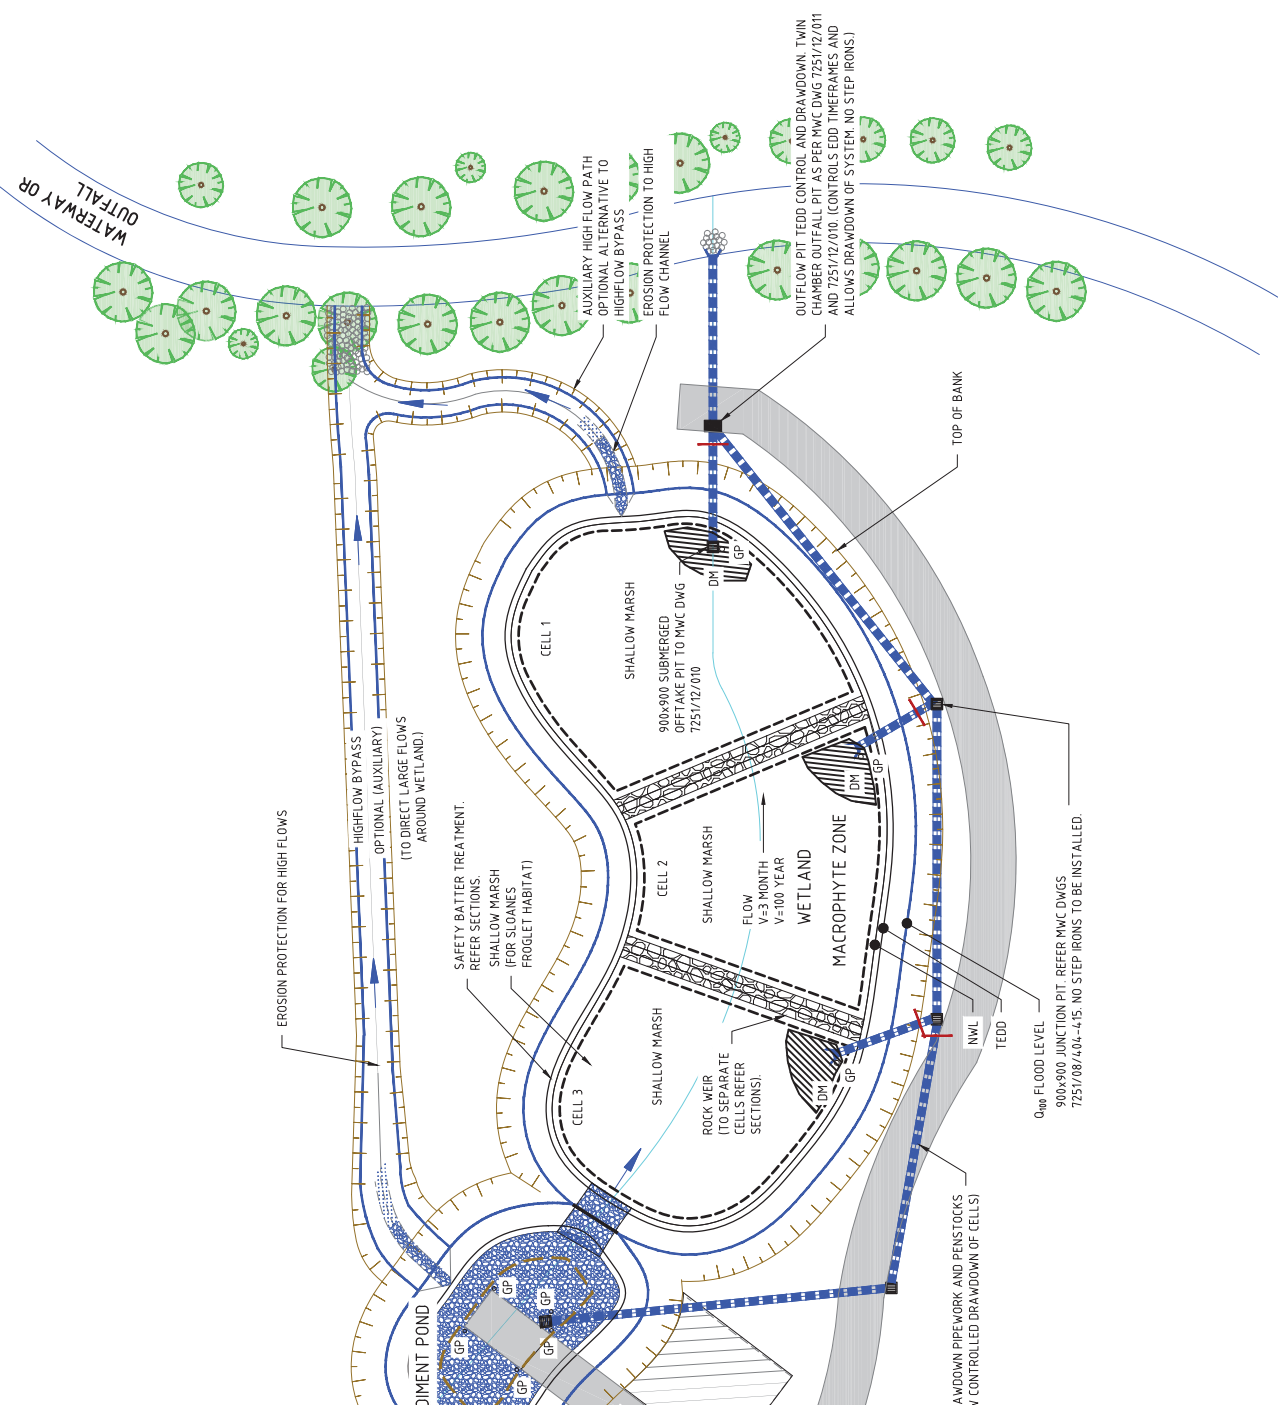 WATERWAY OR
OUTFALL
AUXILIARY HIGH FLOW PATH
OPTIONAL ALTERNATIVE TO
HIGHFLOW BYPASS
EROSION PROTECTION TO HIGH
FLOW CHANNEL
OUTFLOW PIT TEDD CONTROL AND DRAWDOWN. TWIN
CHAMBER OUTFALL PIT AS PER MWC DWG 7251/12/011
AND 7251/12/010. (CONTROLS EDD TIMEFRAMES AND
ALLOWS DRAWDOWN OF SYSTEM. NO STEP IRONS.)
TOP OF BANK
CELL 1
SHALLOW MARSH
900x900 SUBMERGED
OFFTAKE PIT TO MWC DWG
7251/12/010
DM
GP
HIGHFLOW BYPASS
OPTIONAL (AUXILIARY)
(TO DIRECT LARGE FLOWS
AROUND WETLAND.)
EROSION PROTECTION FOR HIGH FLOWS
SAFETY BATTER TREATMENT.
REFER SECTIONS.
SHALLOW MARSH
(FOR SLOANES
FROGLET HABITAT)
CELL 2
SHALLOW MARSH
FLOW
V=3 MONTH
V=100 YEAR
WETLAND
MACROPHYTE ZONE
DM
GP
CELL 3
SHALLOW MARSH
ROCK WEIR
(TO SEPARATE
CELLS REFER
SECTIONS).
DM
GP
NWL
TEDD
Q100 FLOOD LEVEL
900x900 JUNCTION PIT. REFER MWC DWGS
7251/08/404-415. NO STEP IRONS TO BE INSTALLED.
DIMENT POND
GP
GP
GP
GP
GP
AWDOWN PIPEWORK AND PENSTOCKS
W CONTROLLED DRAWDOWN OF CELLS)